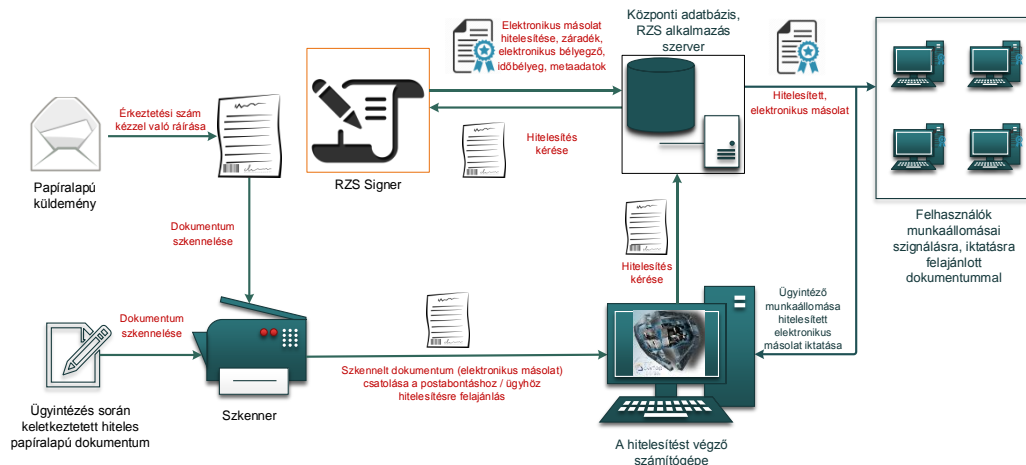 Érkeztetési szám
kézzel való ráírása
Papíralapú
küldemény
RZS Signer
Elektronikus másolat
hitelesítése, záradék,
elektronikus bélyegző,
időbélyeg, metaadatok
Hitelesítés
kérése
Központi adatbázis,
RZS alkalmazás
szerver
Hitelesített,
elektronikus másolat
Felhasználók
munkaállomásai
szignálásra, iktatásra
felajánlott
dokumentummal
Dokumentum
szkennelése
Hitelesítés
kérése
Ügyintéző
munkaállomása
hitelesített
elektronikus
másolat iktatása
Dokumentum
szkennelése
Ügyintézés során
keletkeztetett hiteles
papíralapú dokumentum
Szkenner
Szkennelt dokumentum (elektronikus másolat)
csatolása a postabontáshoz / ügyhöz
hitelesítésre felajánlás
A hitelesítést végző
számítógépe